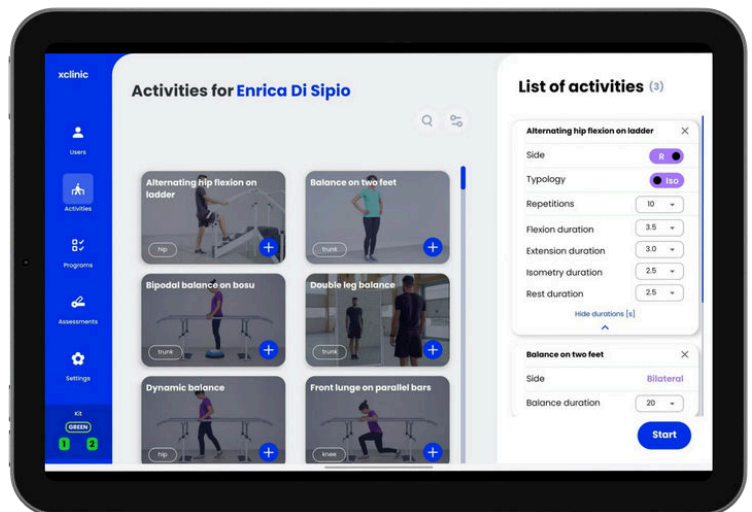 xclinic
Users
Activities
Programs
Assessments
Settings
Kit
GREEN
1 2
Activities for Enrica Di Sipio
Alternating hip flexion on
ladder
hip
Balance on two feet
trunk
Bipodal balance on bosu
trunk
Double leg balance
trunk
Dynamic balance
hip
Front lunge on parallel bars
knee
List of activities (3)
Alternating hip flexion on ladder
Side R
Typology Iso
Repetitions 10
Flexion duration 3.5
Extension duration 3.0
Isometry duration 2.5
Rest duration 2.5
Hide durations [s]
Balance on two feet
Side Bilateral
Balance duration 20
Start